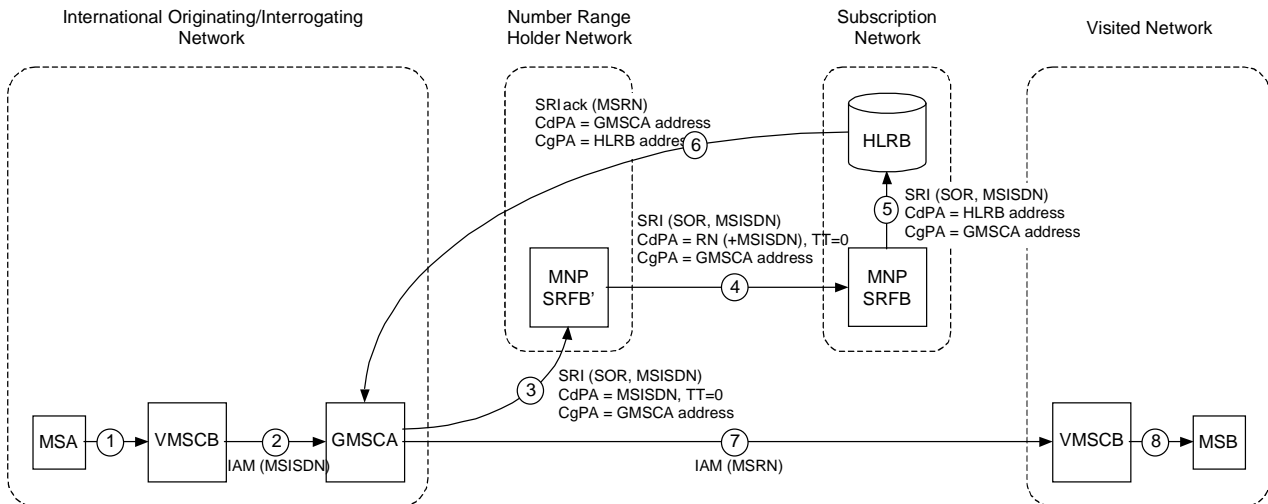 International Originating/Interrogating
Network
Number Range
Holder Network
Subscription
Network
Visited Network
SRIack (MSRN)
CdPA = GMSCA address
CgPA = HLRB address
6
HLRB
5
SRI (SOR, MSISDN)
CdPA = HLRB address
CgPA = GMSCA address
SRI (SOR, MSISDN)
CdPA = RN (+MSISDN), TT=0
CgPA = GMSCA address
MNP
SRFB'
4
MNP
SRFB
3
SRI (SOR, MSISDN)
CdPA = MSISDN, TT=0
CgPA = GMSCA address
MSA
1
VMSCB
2
IAM (MSISDN)
GMSCA
7
IAM (MSRN)
VMSCB
8
MSB